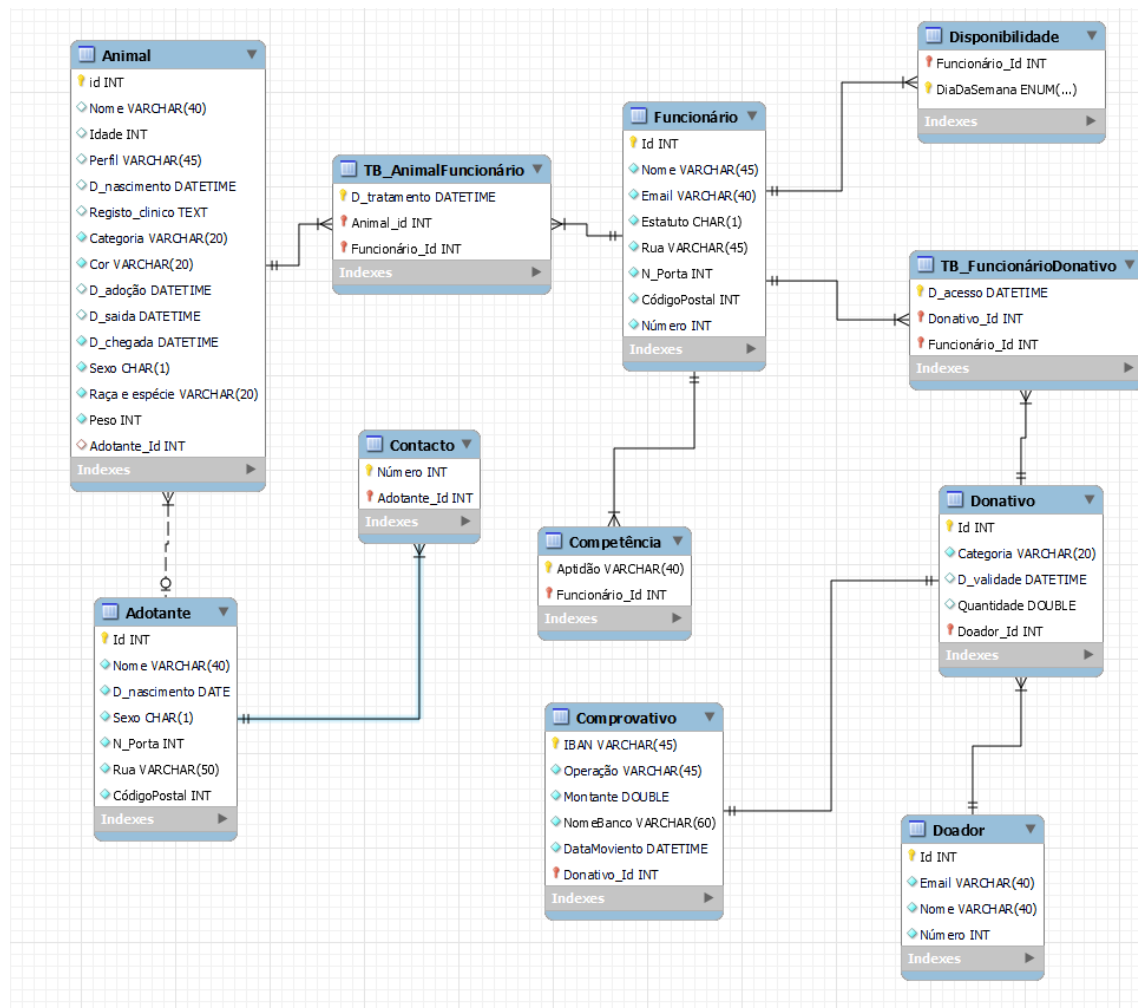 Animal
id INT
Nome VARCHAR(40)
Idade INT
Perfil VARCHAR(45)
D_nascimento DATETIME
Registo_clinico TEXT
Categoria VARCHAR(20)
Cor VARCHAR(20)
D_adoção DATETIME
D_saida DATETIME
D_chegada DATETIME
Sexo CHAR(1)
Raça e espécie VARCHAR(20)
Peso INT
Adotante_Id INT
Indexes
TB_AnimalFuncionário
D_tratamento DATETIME
Animal_id INT
Funcionário_Id INT
Indexes
Funcionário
Id INT
Nome VARCHAR(45)
Email VARCHAR(40)
Estatuto CHAR(1)
Rua VARCHAR(45)
N_Porta INT
CódigoPostal INT
Número INT
Indexes
Disponibilidade
Funcionário_Id INT
DiaDaSemana ENUM(...)
Indexes
TB_FuncionárioDonativo
D_acesso DATETIME
Donativo_Id INT
Funcionário_Id INT
Indexes
Contacto
Número INT
Adotante_Id INT
Indexes
Competência
Aptidão VARCHAR(40)
Funcionário_Id INT
Indexes
Donativo
Id INT
Categoria VARCHAR(20)
D_validade DATETIME
Quantidade DOUBLE
Doador_Id INT
Indexes
Adotante
Id INT
Nome VARCHAR(40)
D_nascimento DATE
Sexo CHAR(1)
N_Porta INT
Rua VARCHAR(50)
CódigoPostal INT
Indexes
Comprovativo
IBAN VARCHAR(45)
Operação VARCHAR(45)
Montante DOUBLE
NomeBanco VARCHAR(60)
DataMoviento DATETIME
Donativo_Id INT
Indexes
Doador
Id INT
Email VARCHAR(40)
Nome VARCHAR(40)
Número INT
Indexes